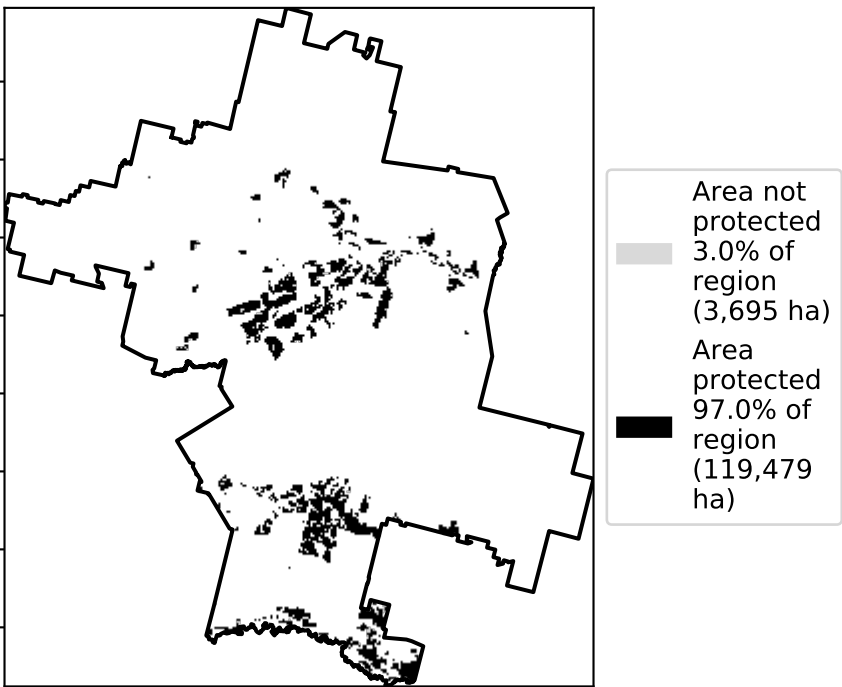 Area not
protected
3.0% of
region
(3,695 ha)
Area
protected
97.0% of
region
(119,479
ha)